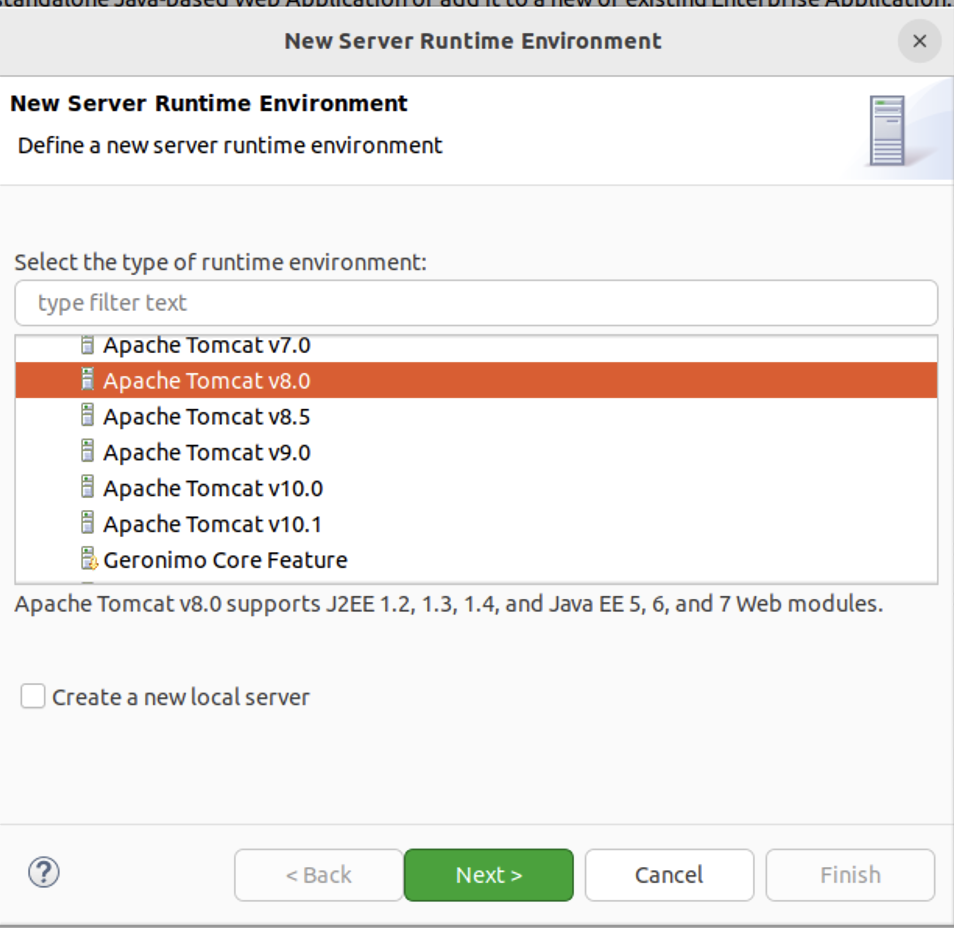 standalone Java-based Web Application or add it to a new or existing Enterprise Application.
New Server Runtime Environment
New Server Runtime Environment
Define a new server runtime environment
Select the type of runtime environment:
type filter text
Apache Tomcat v7.0
Apache Tomcat v8.0
Apache Tomcat v8.5
Apache Tomcat v9.0
Apache Tomcat v10.0
Apache Tomcat v10.1
Geronimo Core Feature
Apache Tomcat v8.0 supports J2EE 1.2, 1.3, 1.4, and Java EE 5, 6, and 7 Web modules.
Create a new local server
?
< Back
Next >
Cancel
Finish